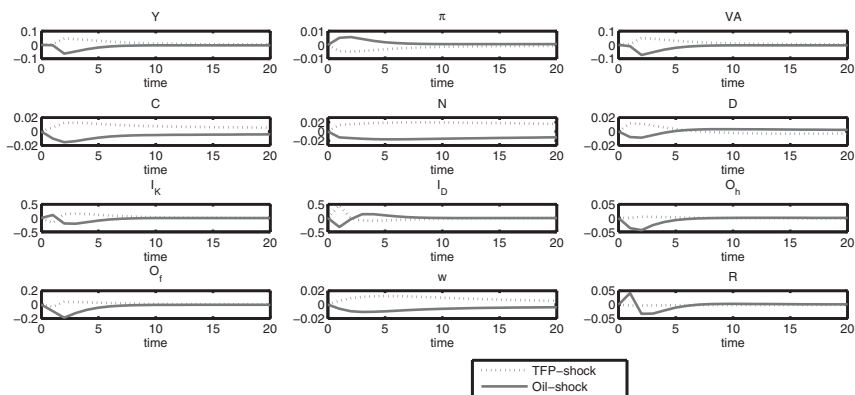 Y π VA
0.1 0.01 0.1
0 0 0
−0.1 −0.01 −0.1
0 5 10 15 20 0 5 10 15 20 0 5 10 15 20
time time time
C N D
0.02 0.02 0.02
0 0 0
−0.02 −0.02 −0.02
0 5 10 15 20 0 5 10 15 20 0 5 10 15 20
time time time
I_K I_D O_h
0.5 0.5 0.05
0 0 0
−0.5 −0.5 −0.05
0 5 10 15 20 0 5 10 15 20 0 5 10 15 20
time time time
O_f w R
0.2 0.02 0.05
0 0 0
−0.2 −0.02 −0.05
0 5 10 15 20 0 5 10 15 20 0 5 10 15 20
time time time
TFP−shock
Oil−shock